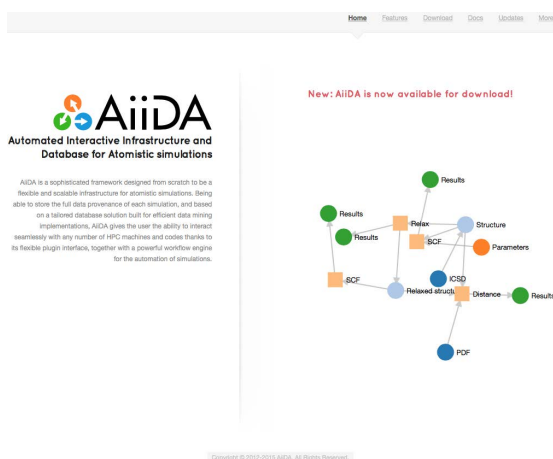 Home Features Download Docs Updates More
New: AiiDA is now available for download!
AiiDA
Automated Interactive Infrastructure and
Database for Atomistic simulations
AiiDA is a sophisticated framework designed from scratch to be a
flexible and scalable infrastructure for atomistic simulations. Being
able to store the full data provenance of each simulation, and based
on a tailored database solution built for efficient data mining
implementations, AiiDA gives the user the ability to interact
seamlessly with any number of HPC machines and codes thanks to
its flexible plugin interface, together with a powerful workflow engine
for the automation of simulations.
Results
Results
Relax
Structure
Results
SCF
Parameters
SCF
ICSD
Relaxed structu
Distance
Results
PDF
Copyright © 2012-2015 AiiDA. All Rights Reserved